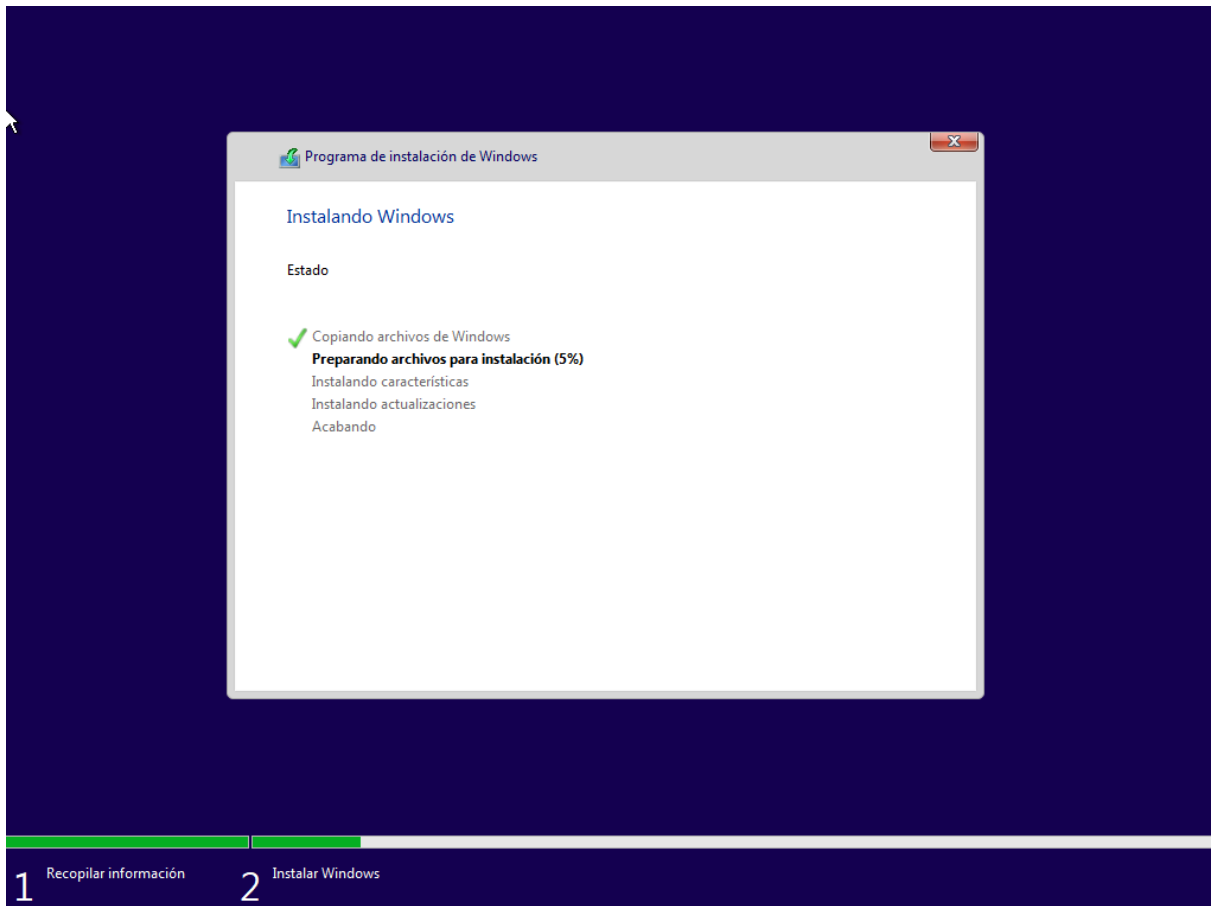 Programa de instalación de Windows
Instalando Windows
Estado
Copiando archivos de Windows
Preparando archivos para instalación (5%)
Instalando características
Instalando actualizaciones
Acabando
1 Recopilar información
2 Instalar Windows